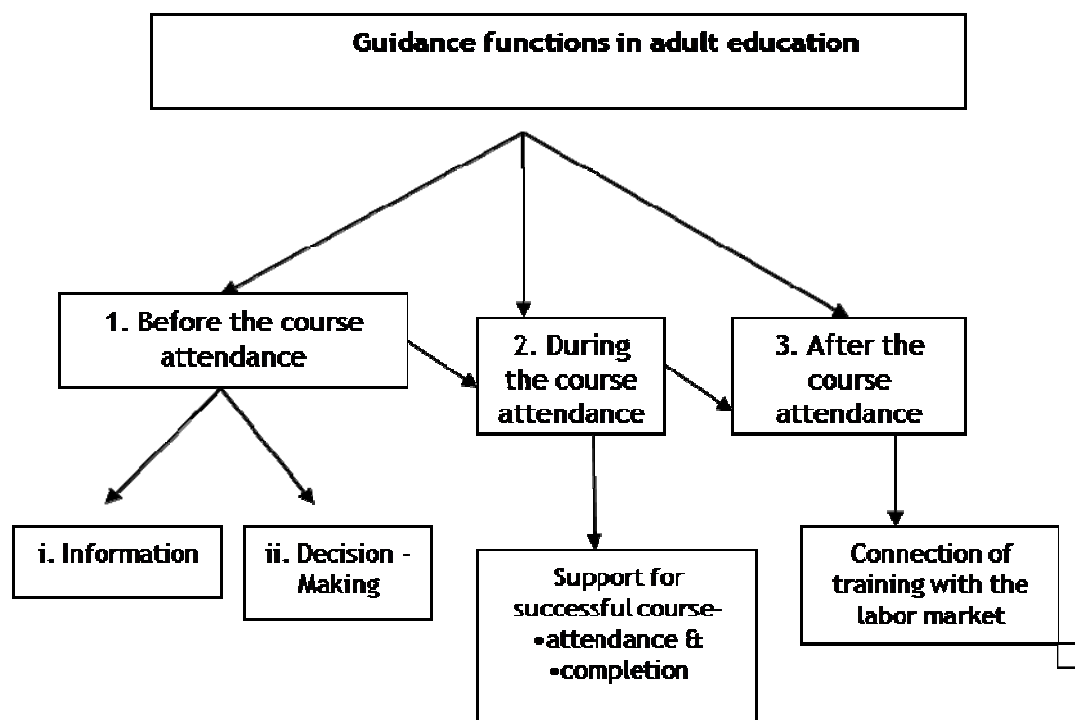 Guidance functions in adult education
1. Before the course
attendance
2. During
the course
attendance
3. After the
course
attendance
i. Information
ii. Decision -
Making
Support for
successful course-
•attendance &
•completion
Connection of
training with the
labor market